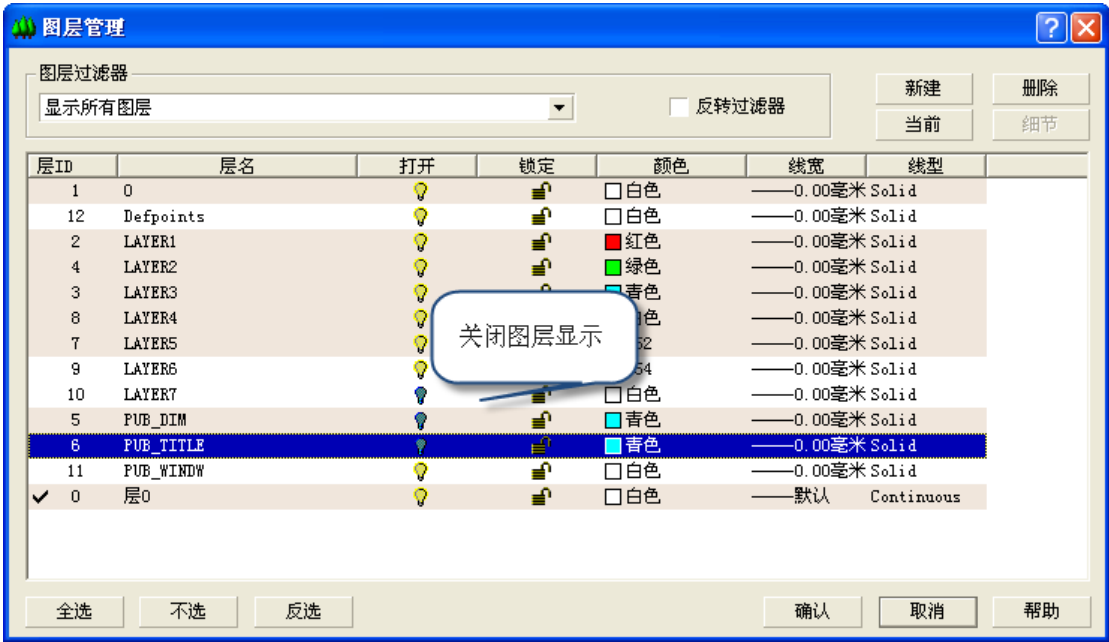 图层管理
图层过滤器
显示所有图层
反转过滤器
新建
删除
当前
细节
层ID 层名 打开 锁定 颜色 线宽 线型
1 0 白色 0.00毫米 Solid
12 Defpoints 白色 0.00毫米 Solid
2 LAYER1 红色 0.00毫米 Solid
4 LAYER2 绿色 0.00毫米 Solid
3 LAYER3 青色 0.00毫米 Solid
8 LAYER4 色 0.00毫米 Solid
7 LAYER5 52 0.00毫米 Solid
9 LAYER6 54 0.00毫米 Solid
10 LAYER7 白色 0.00毫米 Solid
5 PUB_DIM 青色 0.00毫米 Solid
6 PUB_TITLE 青色 0.00毫米 Solid
11 PUB_WINDW 白色 0.00毫米 Solid
0 层0 白色 默认 Continuous
关闭图层显示
全选 不选 反选 确认 取消 帮助